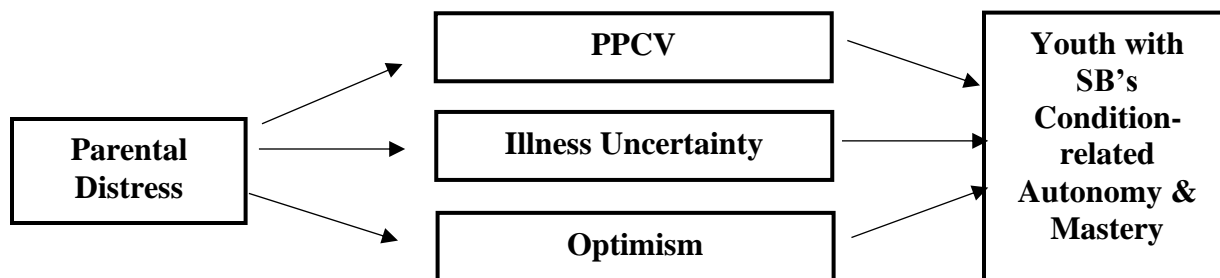 Parental
Distress
PPCV
Illness Uncertainty
Optimism
Youth with
SB's
Condition-
related
Autonomy &
Mastery